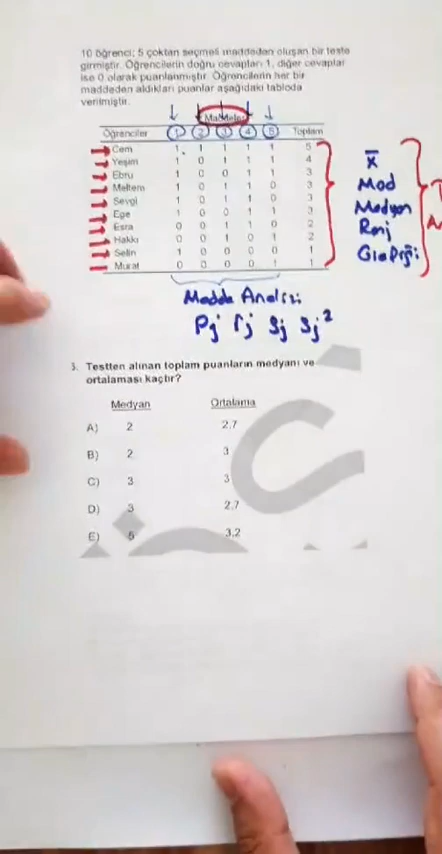 10 öğrenci; 5 çoktan seçmeli maddeden oluşan bir teste
girmiştir. Öğrencilerin doğru cevapları 1, diğer cevaplar
ise 0 olarak puanlanmıştır. Öğrencilerin her bir
maddeden aldıkları puanlar aşağıdaki tabloda
verilmiştir.
Maddeler
Öğrenciler 1 2 3 4 5 Toplam
Cem 1 1 1 1 1 5
Yeşim 1 0 1 1 1 4
Ebru 1 0 0 1 1 3
Meltem 1 0 1 1 0 3
Sevgi 1 0 1 1 0 3
Ege 1 0 0 1 1 3
Esra 0 0 1 1 0 2
Hakkı 0 0 1 0 1 2
Selin 1 0 0 0 0 1
Murat 0 0 0 0 1 1
x̄
Mod
Medyan
Ranj
Madde Analizi
Pj rj Sj Sj²
3. Testten alınan toplam puanların medyanı ve
ortalaması kaçtır?
Medyan Ortalama
A) 2 2,7
B) 2 3
C) 3 3
D) 3 2,7
E) 5 3,2